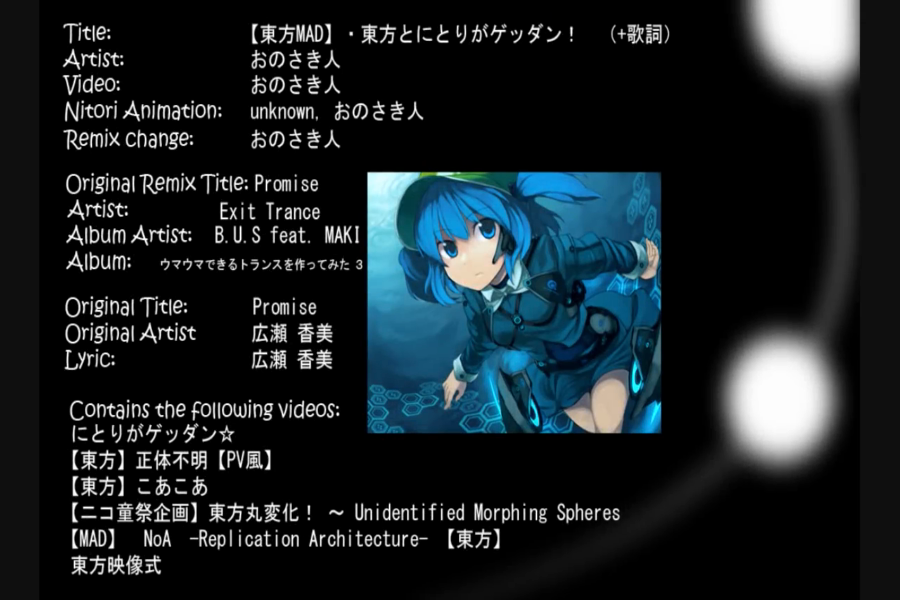 Title: 【東方MAD】・東方とにとりがゲッダン！ （+歌詞）
Artist: おのさき人
Video: おのさき人
Nitori Animation: unknown, おのさき人
Remix change: おのさき人
Original Remix Title: Promise
Artist: Exit Trance
Album Artist: B.U.S feat. MAKI
Album: ウマウマできるトランスを作ってみた 3
Original Title: Promise
Original Artist 広瀬 香美
Lyric: 広瀬 香美
Contains the following videos:
にとりがゲッダン☆
【東方】正体不明【PV風】
【東方】こあこあ
【ニコ童祭企画】東方丸変化！ ～ Unidentified Morphing Spheres
【MAD】 NoA -Replication Architecture- 【東方】
東方映像式